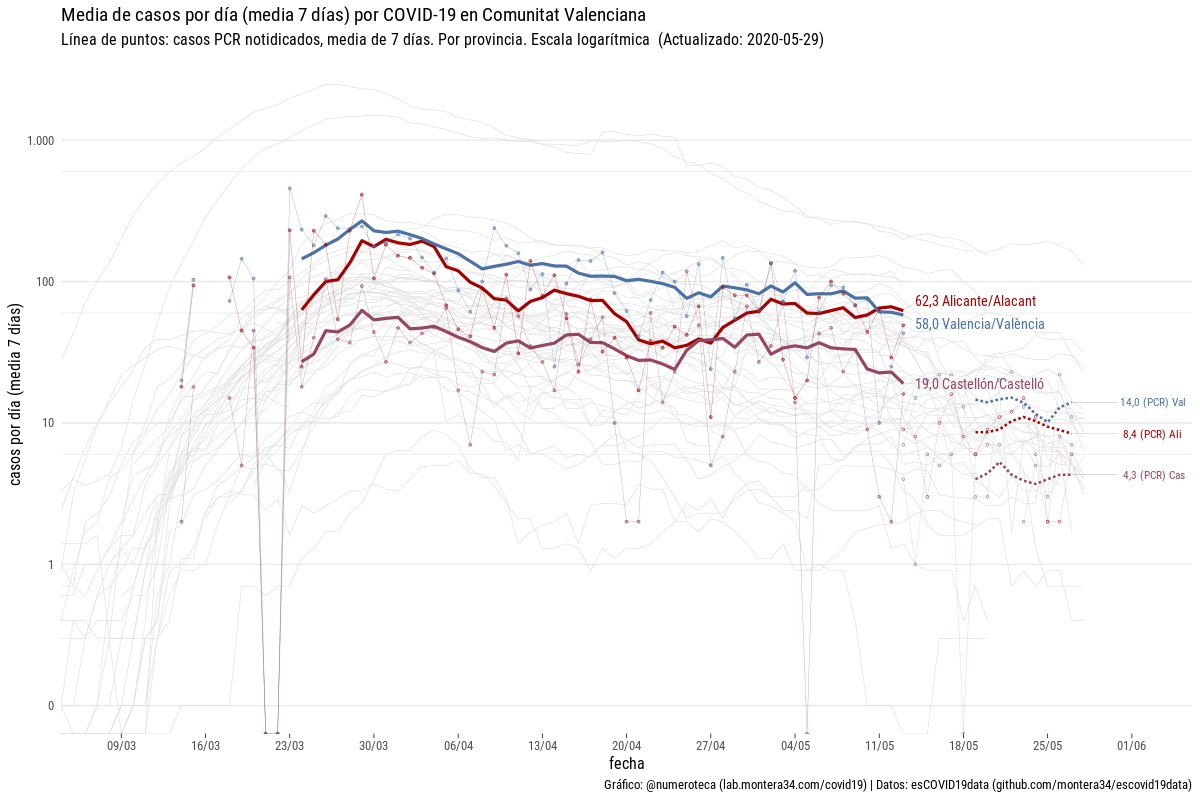 Media de casos por día (media 7 días) por COVID-19 en Comunitat Valenciana
Línea de puntos: casos PCR notidicados, media de 7 días. Por provincia. Escala logarítmica (Actualizado: 2020-05-29)
casos por día (media 7 días)
1.000
100
10
1
0
62,3 Alicante/Alacant
58,0 Valencia/València
19,0 Castellón/Castelló
14,0 (PCR) Val
8,4 (PCR) Ali
4,3 (PCR) Cas
09/03 16/03 23/03 30/03 06/04 13/04 20/04 27/04 04/05 11/05 18/05 25/05 01/06
fecha
Gráfico: @numeroteca (lab.montera34.com/covid19) | Datos: esCOVID19data (github.com/montera34/escovid19data)